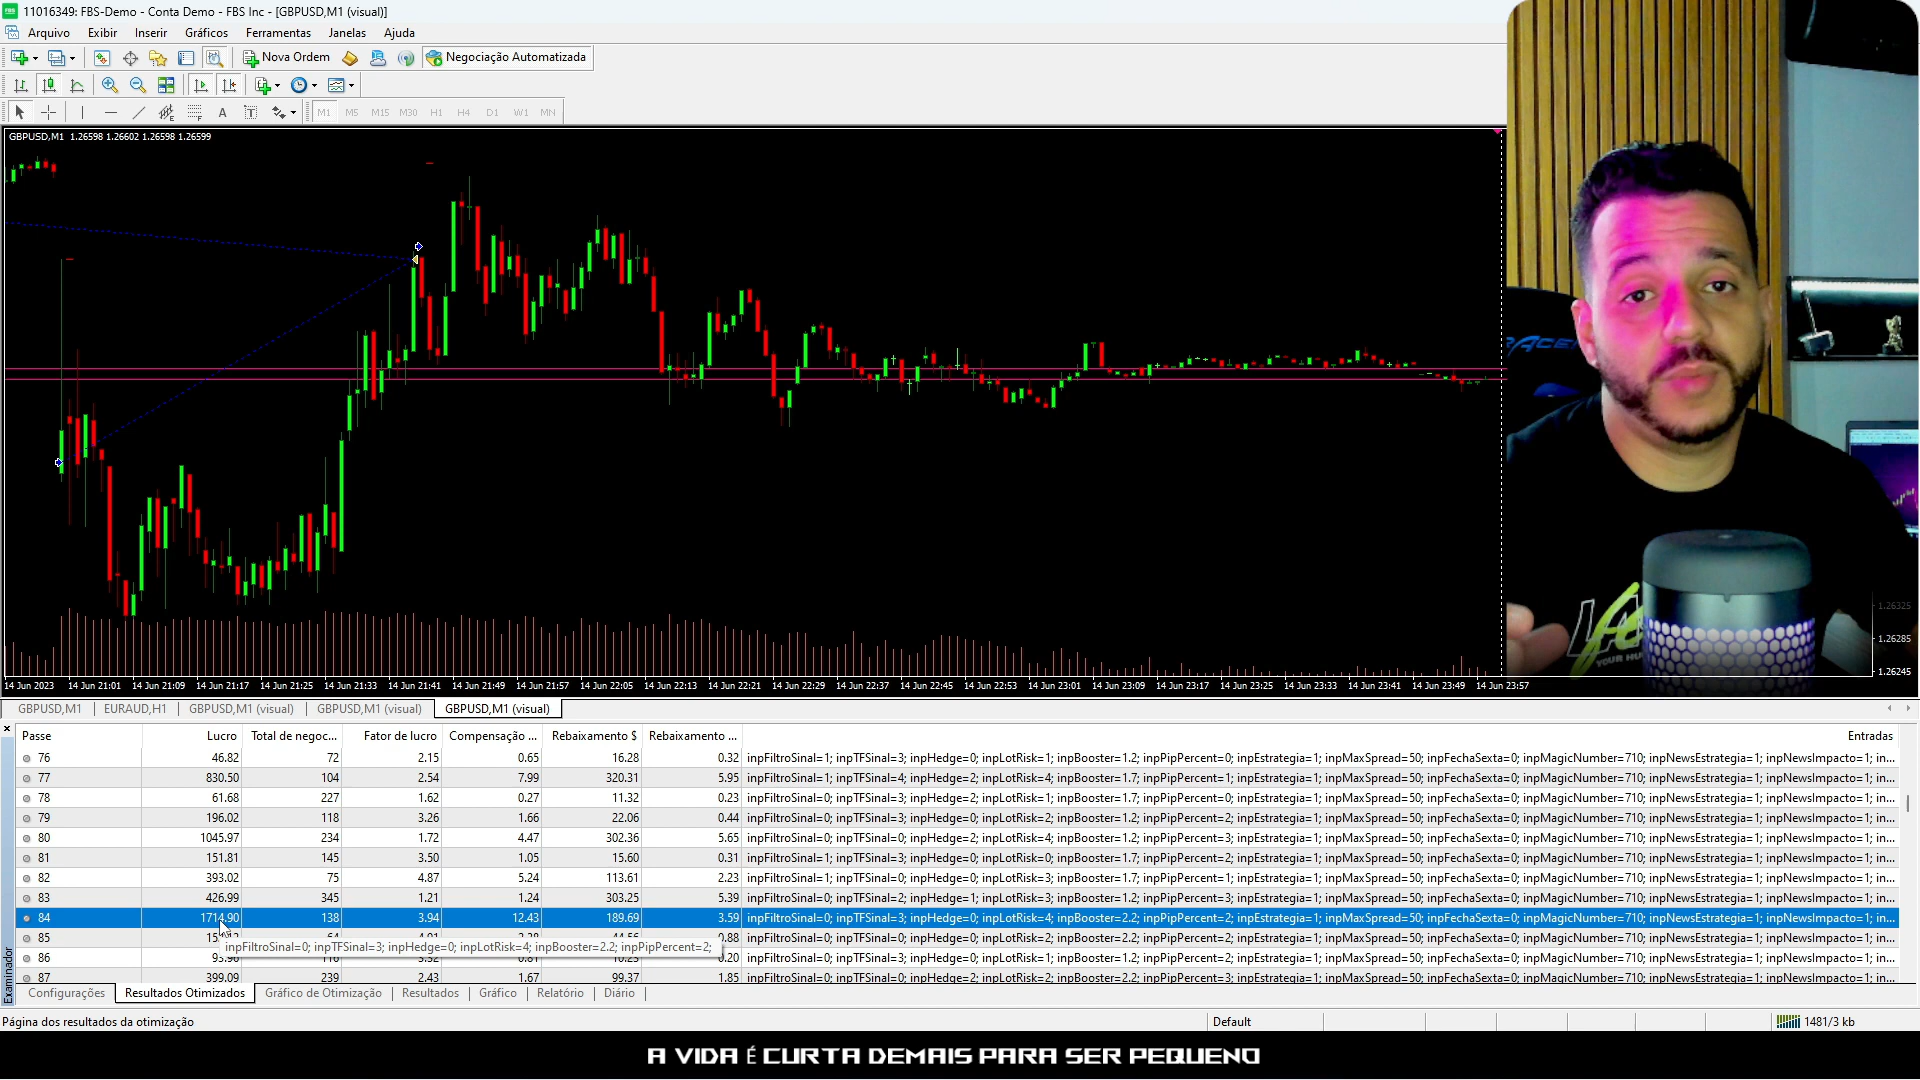 11016349: FBS-Demo - Conta Demo - FBS Inc - [GBPUSD,M1 (visual)]
Arquivo Exibir Inserir Gráficos Ferramentas Janelas Ajuda
Nova Ordem Negociação Automatizada
M1 M5 M15 M30 H1 H4 D1 W1 MN
GBPUSD,M1 1.26598 1.26602 1.26598 1.26599
1.26325
1.26285
1.26245
14 Jun 2023 14 Jun 21:01 14 Jun 21:09 14 Jun 21:17 14 Jun 21:25 14 Jun 21:33 14 Jun 21:41 14 Jun 21:49 14 Jun 21:57 14 Jun 22:05 14 Jun 22:13 14 Jun 22:21 14 Jun 22:29 14 Jun 22:37 14 Jun 22:45 14 Jun 22:53 14 Jun 23:01 14 Jun 23:09 14 Jun 23:17 14 Jun 23:25 14 Jun 23:33 14 Jun 23:41 14 Jun 23:49 14 Jun 23:57
GBPUSD,M1 EURAUD,H1 GBPUSD,M1 (visual) GBPUSD,M1 (visual) GBPUSD,M1 (visual)
Passe Lucro Total de negoc... Fator de lucro Compensação ... Rebaixamento $ Rebaixamento ... Entradas
76 46.82 72 2.15 0.65 16.28 0.32 inpFiltroSinal=1; inpTFSinal=3; inpHedge=0; inpLotRisk=1; inpBooster=1.2; inpPipPercent=0; inpEstrategia=1; inpMaxSpread=50; inpFechaSexta=0; inpMagicNumber=710; inpNewsEstrategia=1; inpNewsImpacto=1; in...
77 830.50 104 2.54 7.99 320.31 5.95 inpFiltroSinal=1; inpTFSinal=4; inpHedge=2; inpLotRisk=4; inpBooster=1.7; inpPipPercent=1; inpEstrategia=1; inpMaxSpread=50; inpFechaSexta=0; inpMagicNumber=710; inpNewsEstrategia=1; inpNewsImpacto=1; in...
78 61.68 227 1.62 0.27 11.32 0.23 inpFiltroSinal=0; inpTFSinal=3; inpHedge=2; inpLotRisk=1; inpBooster=1.7; inpPipPercent=0; inpEstrategia=1; inpMaxSpread=50; inpFechaSexta=0; inpMagicNumber=710; inpNewsEstrategia=1; inpNewsImpacto=1; in...
79 196.02 118 3.26 1.66 22.06 0.44 inpFiltroSinal=0; inpTFSinal=3; inpHedge=0; inpLotRisk=2; inpBooster=1.2; inpPipPercent=2; inpEstrategia=1; inpMaxSpread=50; inpFechaSexta=0; inpMagicNumber=710; inpNewsEstrategia=1; inpNewsImpacto=1; in...
80 1045.97 234 1.72 4.47 302.36 5.65 inpFiltroSinal=0; inpTFSinal=0; inpHedge=2; inpLotRisk=4; inpBooster=1.2; inpPipPercent=3; inpEstrategia=1; inpMaxSpread=50; inpFechaSexta=0; inpMagicNumber=710; inpNewsEstrategia=1; inpNewsImpacto=1; in...
81 151.81 145 3.50 1.05 15.60 0.31 inpFiltroSinal=1; inpTFSinal=3; inpHedge=0; inpLotRisk=0; inpBooster=1.7; inpPipPercent=2; inpEstrategia=1; inpMaxSpread=50; inpFechaSexta=0; inpMagicNumber=710; inpNewsEstrategia=1; inpNewsImpacto=1; in...
82 393.02 75 4.87 5.24 113.61 2.23 inpFiltroSinal=1; inpTFSinal=3; inpHedge=0; inpLotRisk=3; inpBooster=1.7; inpPipPercent=1; inpEstrategia=1; inpMaxSpread=50; inpFechaSexta=0; inpMagicNumber=710; inpNewsEstrategia=1; inpNewsImpacto=1; in...
83 426.99 345 1.21 1.24 303.25 5.39 inpFiltroSinal=0; inpTFSinal=2; inpHedge=1; inpLotRisk=3; inpBooster=1.2; inpPipPercent=3; inpEstrategia=1; inpMaxSpread=50; inpFechaSexta=0; inpMagicNumber=710; inpNewsEstrategia=1; inpNewsImpacto=1; in...
84 1714.90 138 3.94 12.43 189.69 3.59 inpFiltroSinal=0; inpTFSinal=3; inpHedge=0; inpLotRisk=4; inpBooster=2.2; inpPipPercent=2; inpEstrategia=1; inpMaxSpread=50; inpFechaSexta=0; inpMagicNumber=710; inpNewsEstrategia=1; inpNewsImpacto=1; in...
85 0.88 inpFiltroSinal=0; inpTFSinal=0; inpHedge=0; inpLotRisk=2; inpBooster=2.2; inpPipPercent=2; inpEstrategia=1; inpMaxSpread=50; inpFechaSexta=0; inpMagicNumber=710; inpNewsEstrategia=1; inpNewsImpacto=1; in...
inpFiltroSinal=0; inpTFSinal=3; inpHedge=0; inpLotRisk=4; inpBooster=2.2; inpPipPercent=2;
86 0.20 inpFiltroSinal=0; inpTFSinal=3; inpHedge=0; inpLotRisk=1; inpBooster=1.2; inpPipPercent=2; inpEstrategia=1; inpMaxSpread=50; inpFechaSexta=0; inpMagicNumber=710; inpNewsEstrategia=1; inpNewsImpacto=1; in...
87 399.09 239 2.43 1.67 99.37 1.85 inpFiltroSinal=0; inpTFSinal=0; inpHedge=2; inpLotRisk=2; inpBooster=2.2; inpPipPercent=3; inpEstrategia=1; inpMaxSpread=50; inpFechaSexta=0; inpMagicNumber=710; inpNewsEstrategia=1; inpNewsImpacto=1; in...
Examinador
Configurações Resultados Otimizados Gráfico de Otimização Resultados Gráfico Relatório Diário
Página dos resultados da otimização Default 1481/3 kb
A VIDA É CURTA DEMAIS PARA SER PEQUENO